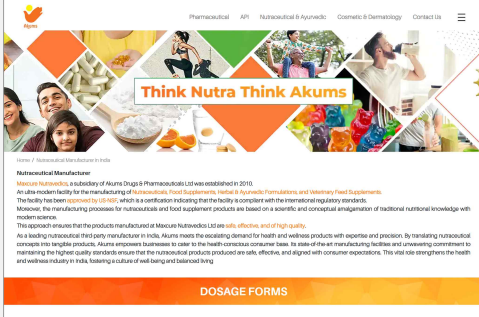 Akums
Pharmaceutical API Nutraceutical & Ayurvedic Cosmetic & Dermatology Contact Us
Think Nutra Think Akums
Home / Nutraceutical Manufacturer in India
Nutraceutical Manufacturer
Maxcure Nutravedics, a subsidiary of Akums Drugs & Pharmaceuticals Ltd was established in 2010.
An ultra-modern facility for the manufacturing of Nutraceuticals, Food Supplements, Herbal & Ayurvedic Formulations, and Veterinary Feed Supplements.
The facility has been approved by US-NSF, which is a certification indicating that the facility is compliant with the international regulatory standards.
Moreover, the manufacturing processes for nutraceuticals and food supplement products are based on a scientific and conceptual amalgamation of traditional nutritional knowledge with
modern science.
This approach ensures that the products manufactured at Maxcure Nutravedics Ltd are safe, effective, and of high quality.
As a leading nutraceutical third party manufacturer in India, Akums meets the escalating demand for health and wellness products with expertise and precision. By translating nutraceutical
concepts into tangible products, Akums empowers businesses to cater to the health-conscious consumer base. Its state-of-the-art manufacturing facilities and unwavering commitment to
maintaining the highest quality standards ensure that the nutraceutical products produced are safe, effective, and aligned with consumer expectations. This vital role strengthens the health
and wellness industry in India, fostering a culture of well-being and balanced living
DOSAGE FORMS